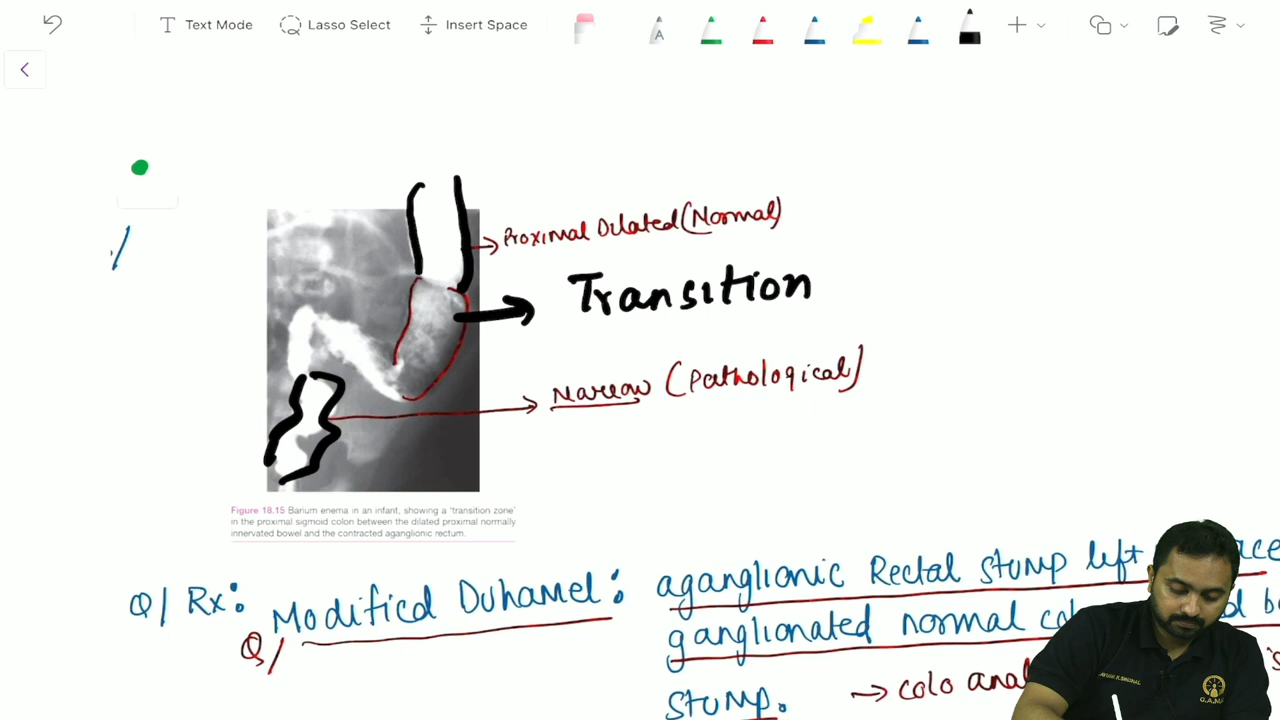 Text Mode
Lasso Select
Insert Space
A
Proximal Dilated (Normal)
Transition
Narrow (Pathological)
Figure 18.15 Barium enema in an infant, showing a 'transition zone'
in the proximal sigmoid colon between the dilated proximal normally
innervated bowel and the contracted aganglionic rectum.
Q/ Rx: Modified Duhamel: aganglionic Rectal stump left
Q/
ganglionated normal
stump.
→ colo anal